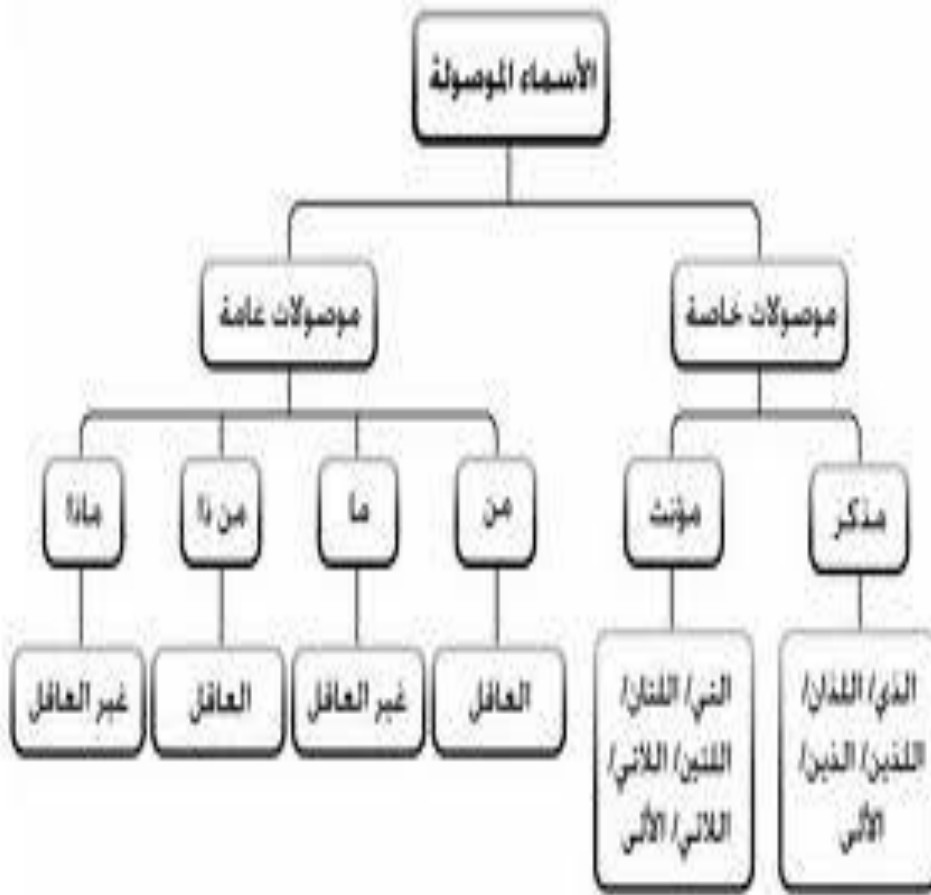 الأسماء الموصولة
موصولات خاصة
موصولات عامة
مذكر
مؤنث
من
ما
من ذا
ماذا
الذي/ اللذان/
اللذين/ الذين/
الألى
التي/ اللتان/
اللتين/ اللاتي/
اللائي/ الألى
العاقل
غير العاقل
العاقل
غير العاقل